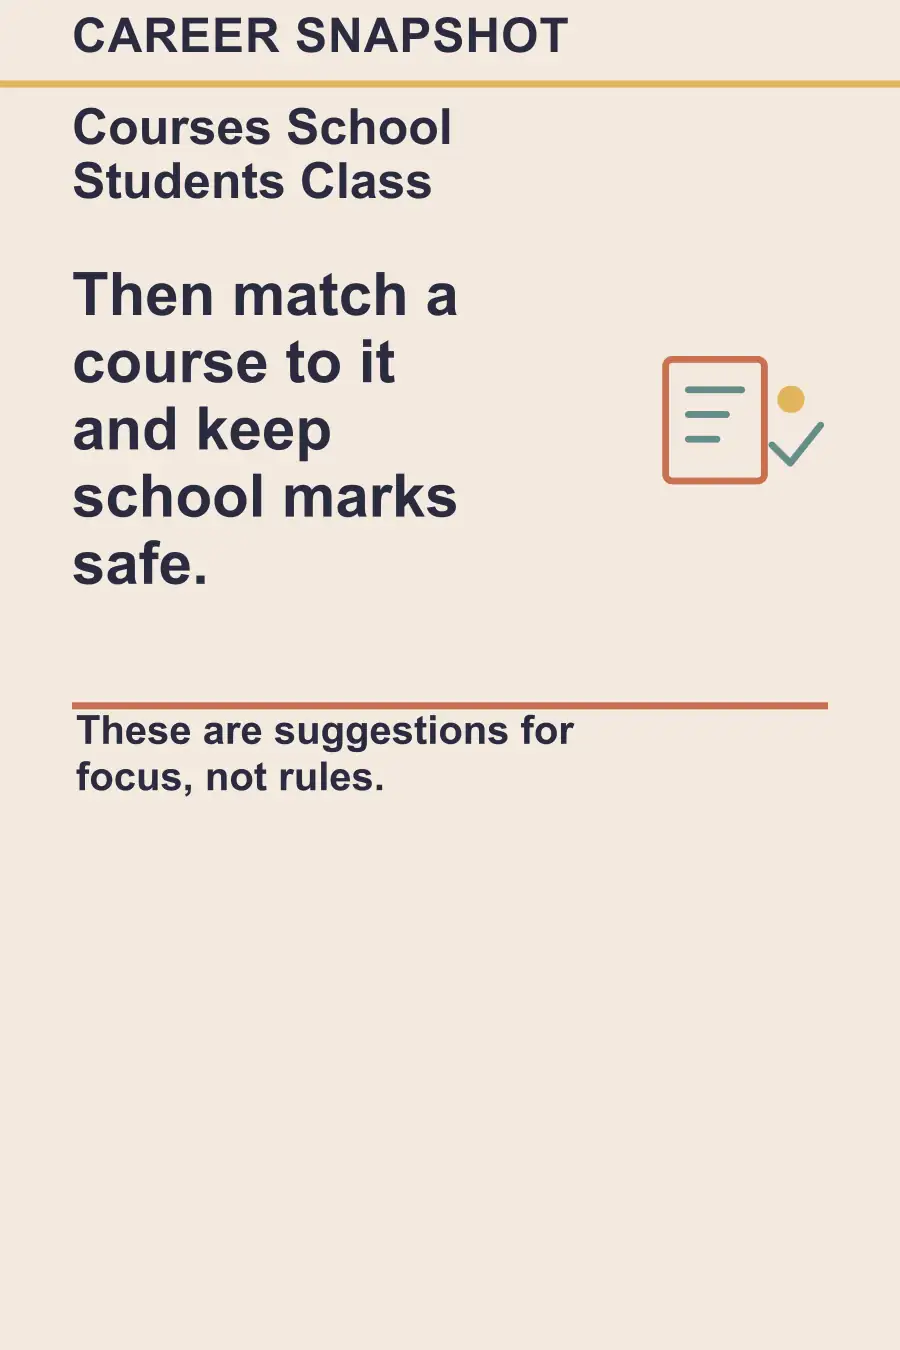 CAREER SNAPSHOT
Courses School
Students Class
Then match a
course to it
and keep
school marks
safe.
These are suggestions for
focus, not rules.